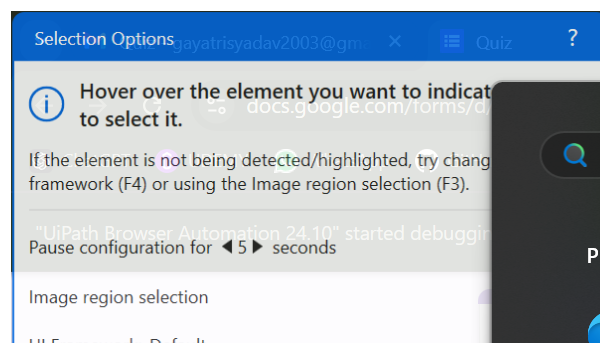 Selection Options
gayatrisyadav2003@gma
Quiz
?
Hover over the element you want to indicat
to select it.
docs.google.com/forms/d/
If the element is not being detected/highlighted, try chang
framework (F4) or using the Image region selection (F3).
"UiPath Browser Automation 24.10" started debuggin
Pause configuration for 5 seconds
P
Image region selection
UI Framework: Default